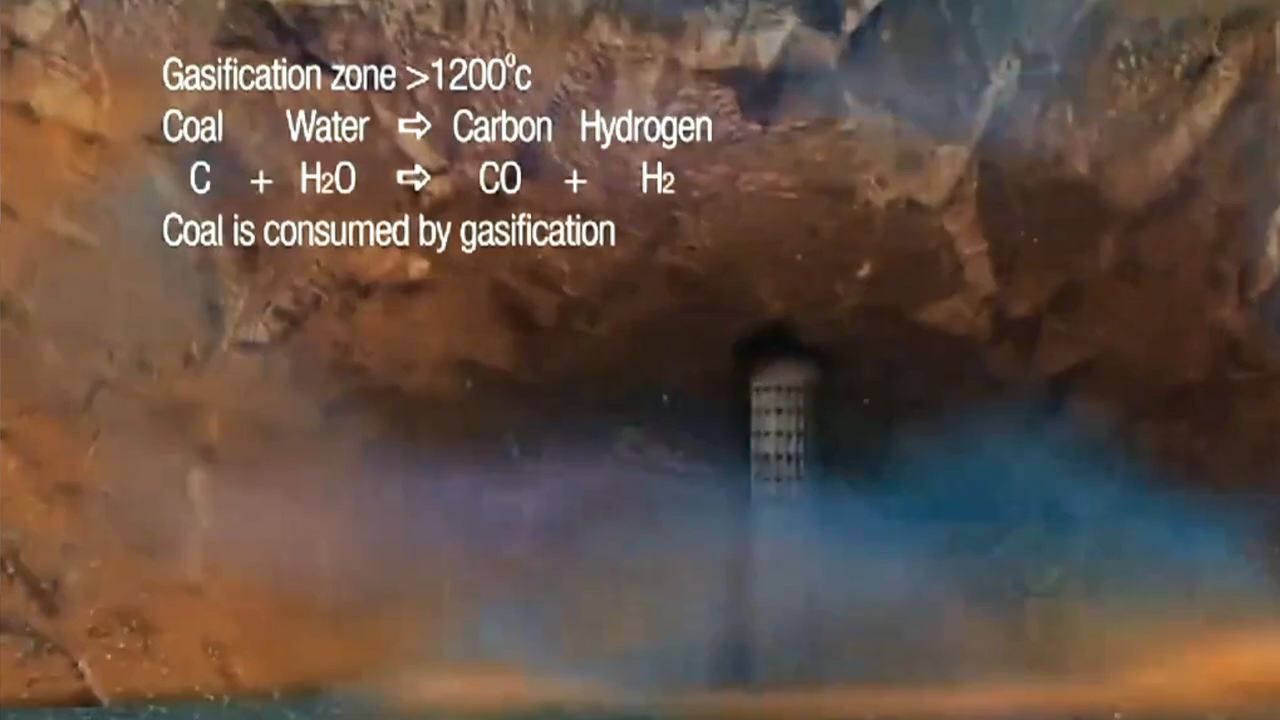 Gasification zone >1200°c
Coal Water ⇨ Carbon Hydrogen
C + H₂O ⇨ CO + H₂
Coal is consumed by gasification